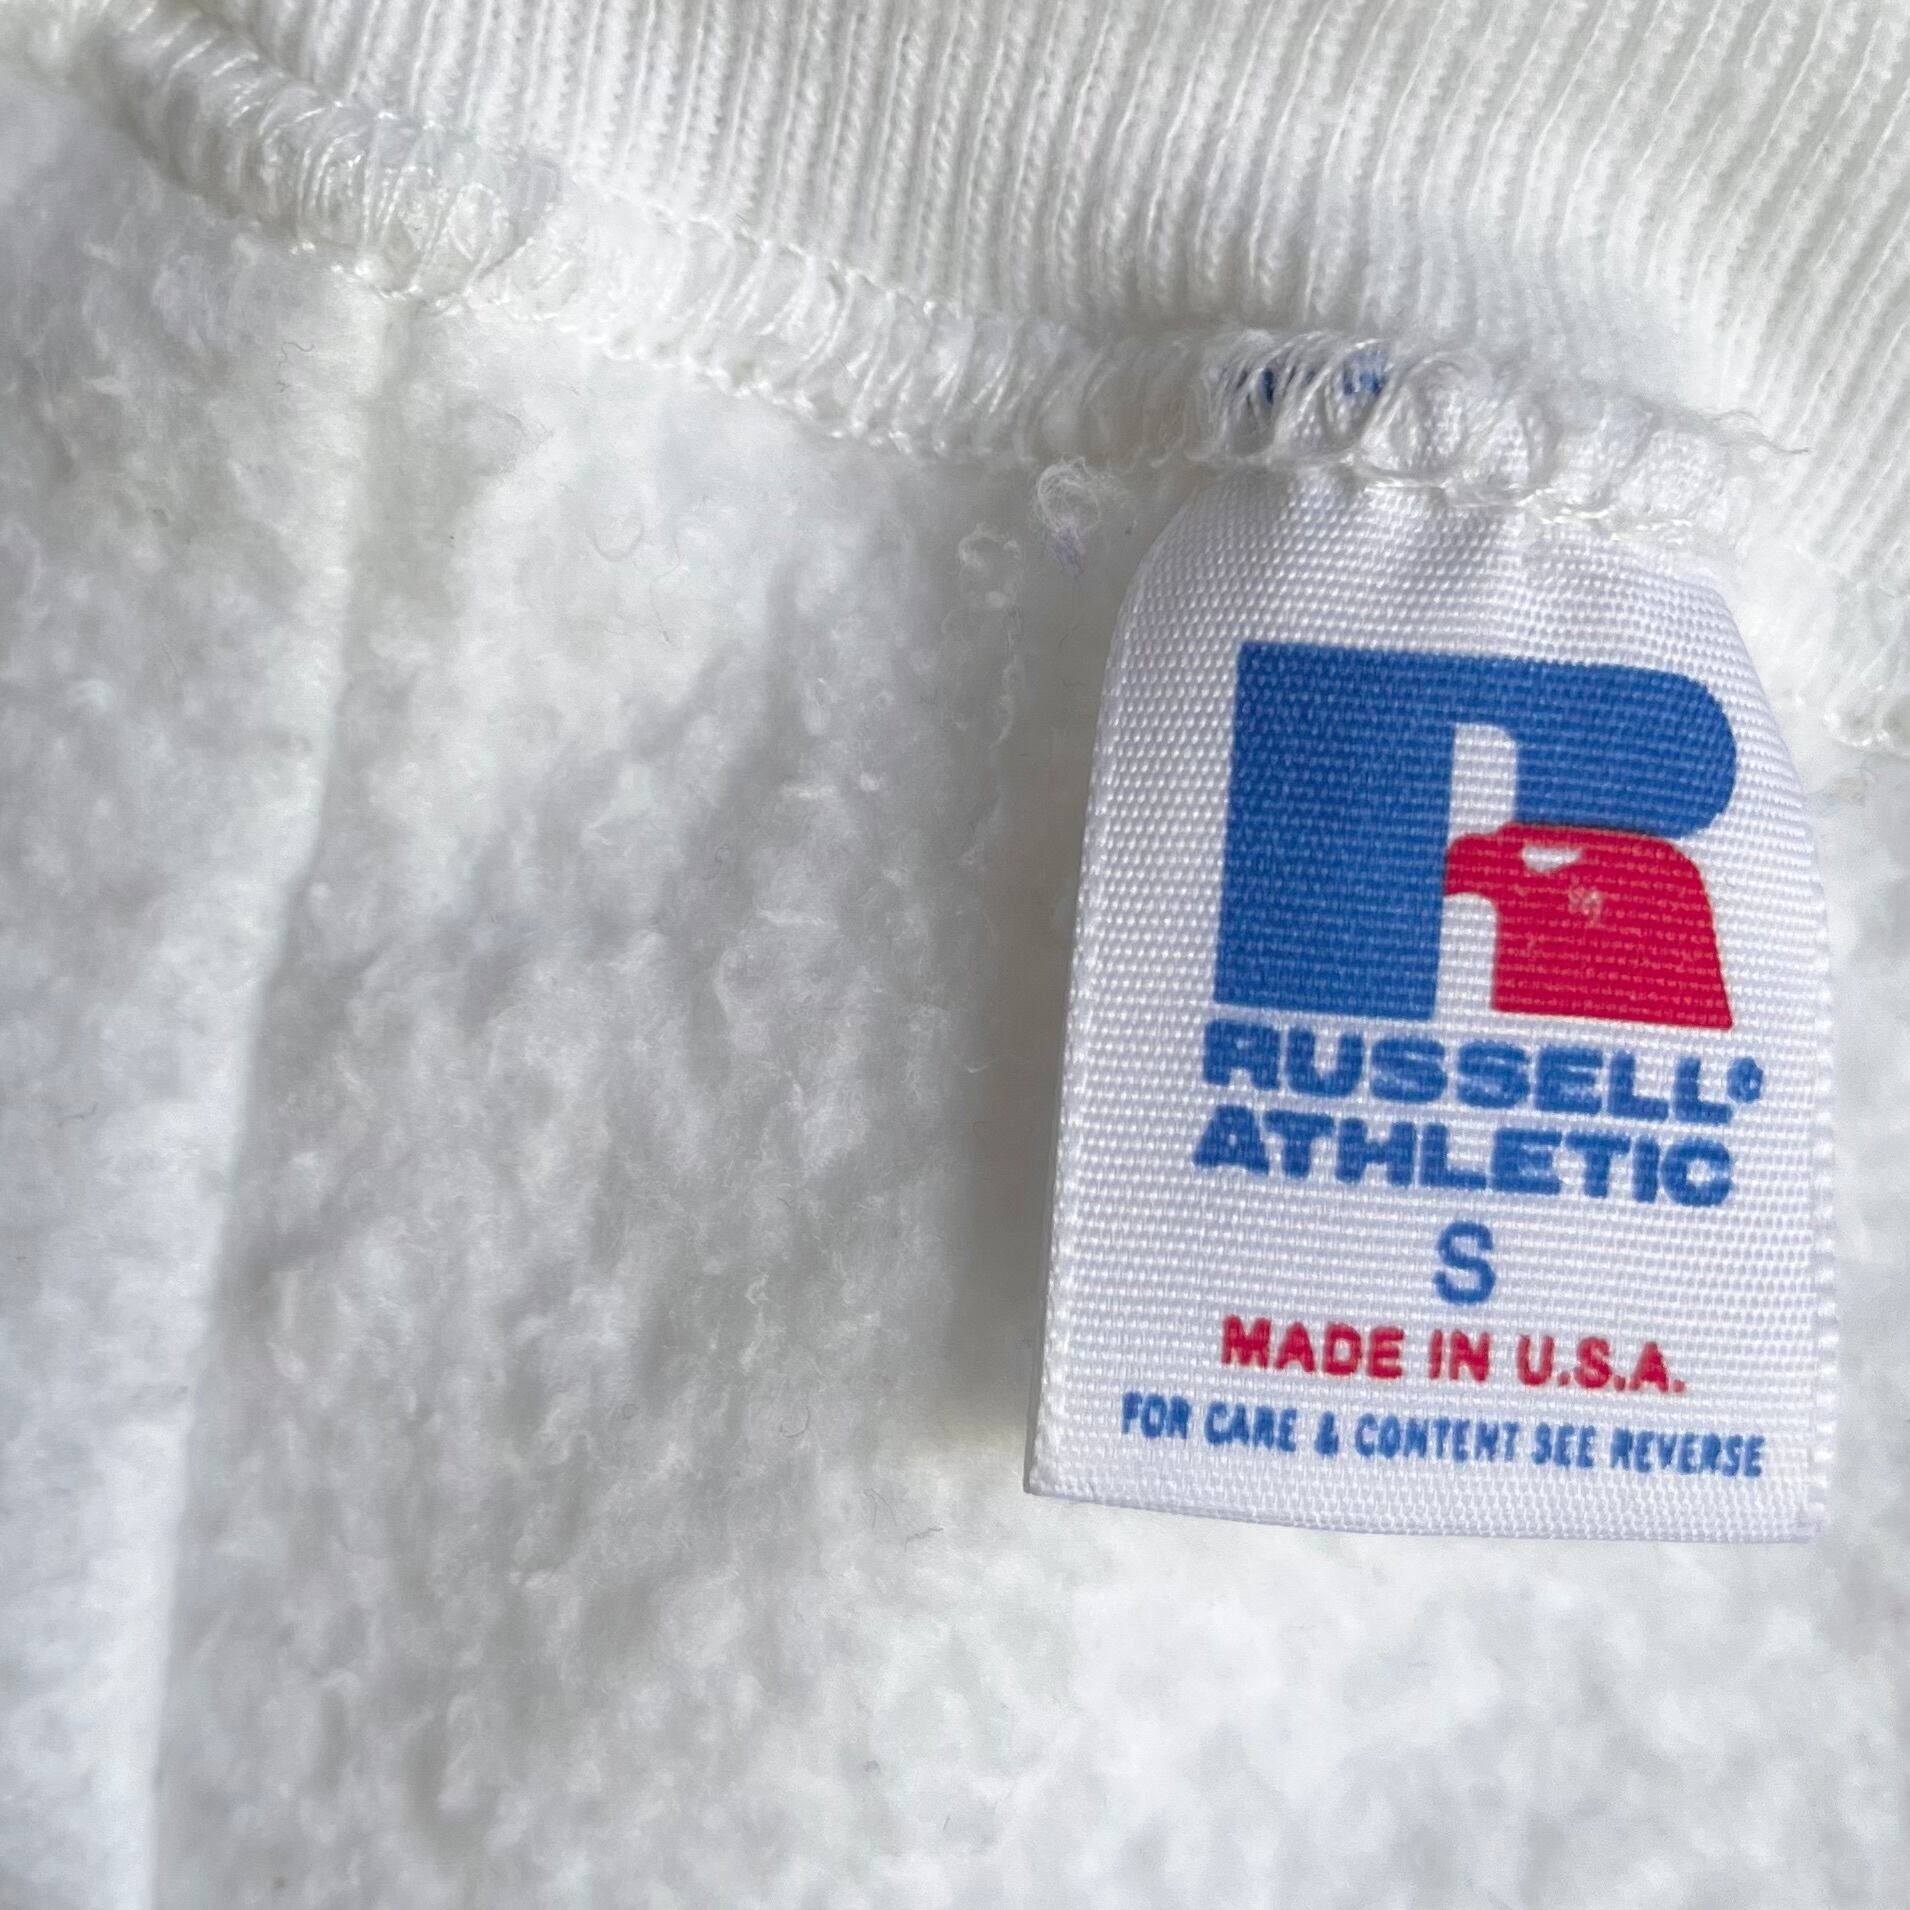 R
RUSSELL®
ATHLETIC
S
MADE IN U.S.A.
FOR CARE & CONTENT SEE REVERSE